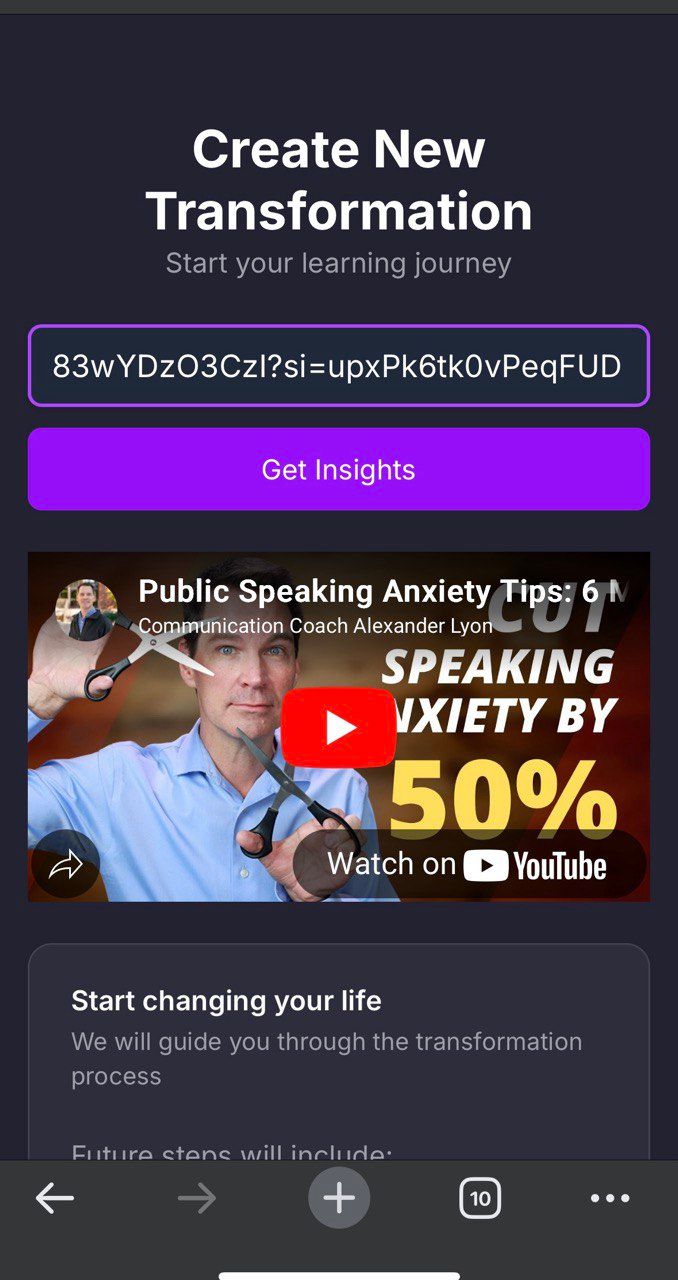 Create New
Transformation
Start your learning journey
83wYDzO3CzI?si=upxPk6tk0vPeqFUD
Get Insights
Public Speaking Anxiety Tips: 6
Communication Coach Alexander Lyon
CUT
SPEAKING
NXIETY BY
50%
Watch on YouTube
Start changing your life
We will guide you through the transformation
process
Future steps will include:
10